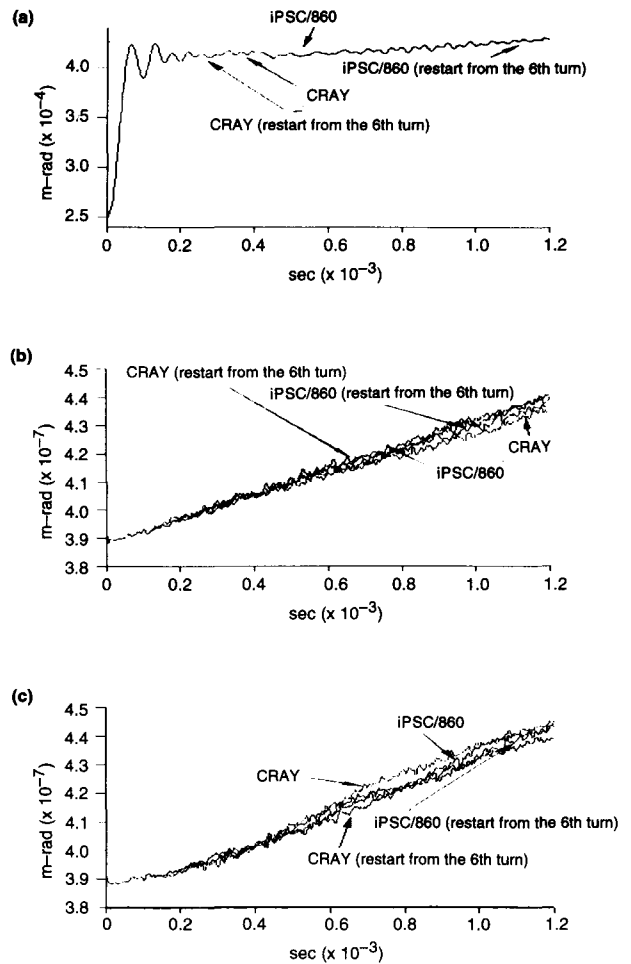 (a)
iPSC/860
iPSC/860 (restart from the 6th turn)
CRAY
CRAY (restart from the 6th turn)
m–rad (x 10⁻⁴)
4.0
3.5
3.0
2.5
0 0.2 0.4 0.6 0.8 1.0 1.2
sec (x 10⁻³)
(b)
CRAY (restart from the 6th turn)
iPSC/860 (restart from the 6th turn)
CRAY
iPSC/860
m–rad (x 10⁻⁷)
4.5
4.4
4.3
4.2
4.1
4.0
3.9
3.8
0 0.2 0.4 0.6 0.8 1.0 1.2
sec (x 10⁻³)
(c)
iPSC/860
CRAY
iPSC/860 (restart from the 6th turn)
CRAY (restart from the 6th turn)
m–rad (x 10⁻⁷)
4.5
4.4
4.3
4.2
4.1
4.0
3.9
3.8
0 0.2 0.4 0.6 0.8 1.0 1.2
sec (x 10⁻³)